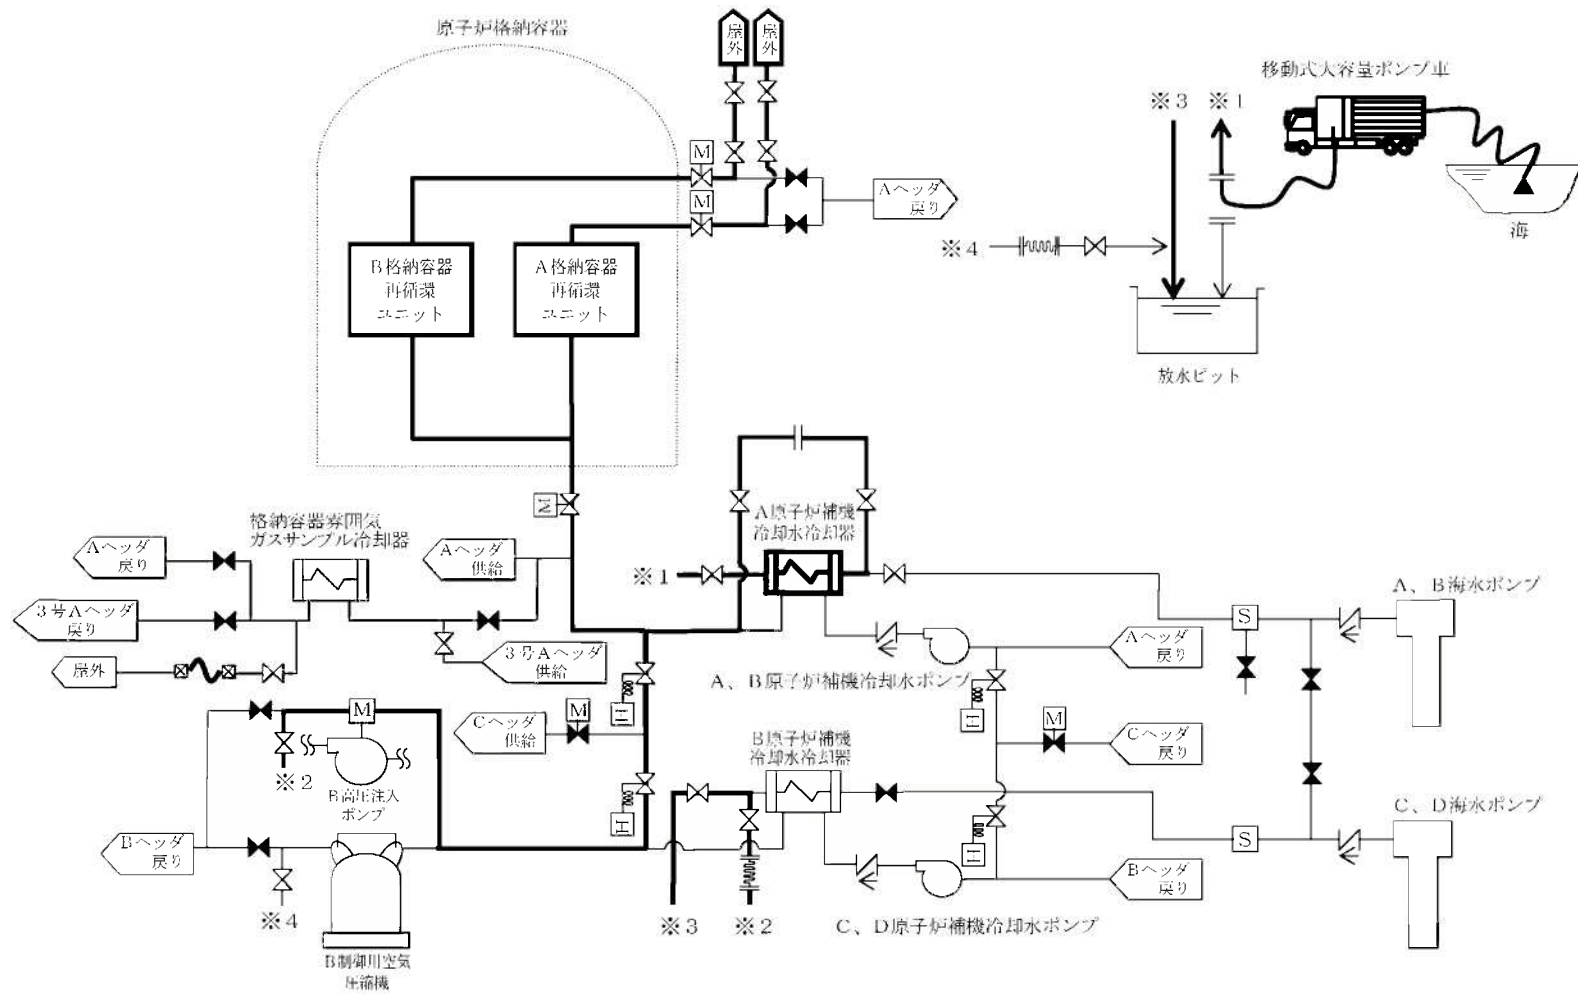 原子炉格納容器
屋外
屋外
移動式大容量ポンプ車
※3
※1
M
M
Aヘッダ
戻り
※4
海
B格納容器
再循環
ユニット
A格納容器
再循環
ユニット
放水ピット
M
格納容器雰囲気
ガスサンプル冷却器
Aヘッダ
戻り
Aヘッダ
供給
A原子炉補機
冷却水冷却器
※1
A、B海水ポンプ
3号Aヘッダ
戻り
S
屋外
3号Aヘッダ
供給
Aヘッダ
戻り
A、B原子炉補機冷却水ポンプ
H
H
M
M
M
Cヘッダ
供給
Cヘッダ
戻り
B原子炉補機
冷却水冷却器
※2
B高圧注入
ポンプ
C、D海水ポンプ
H
H
S
Bヘッダ
戻り
Bヘッダ
戻り
※4
※3
※2
C、D原子炉補機冷却水ポンプ
B制御用空気
圧縮機